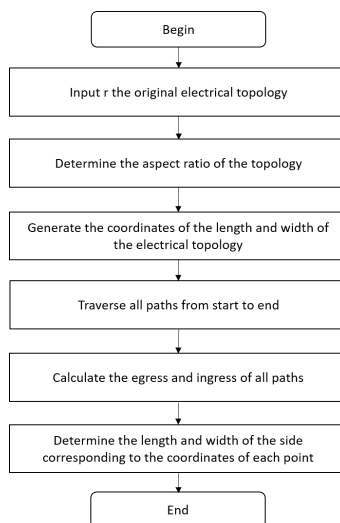 Begin
Input r the original electrical topology
Determine the aspect ratio of the topology
Generate the coordinates of the length and width of
the electrical topology
Traverse all paths from start to end
Calculate the egress and ingress of all paths
Determine the length and width of the side
corresponding to the coordinates of each point
End